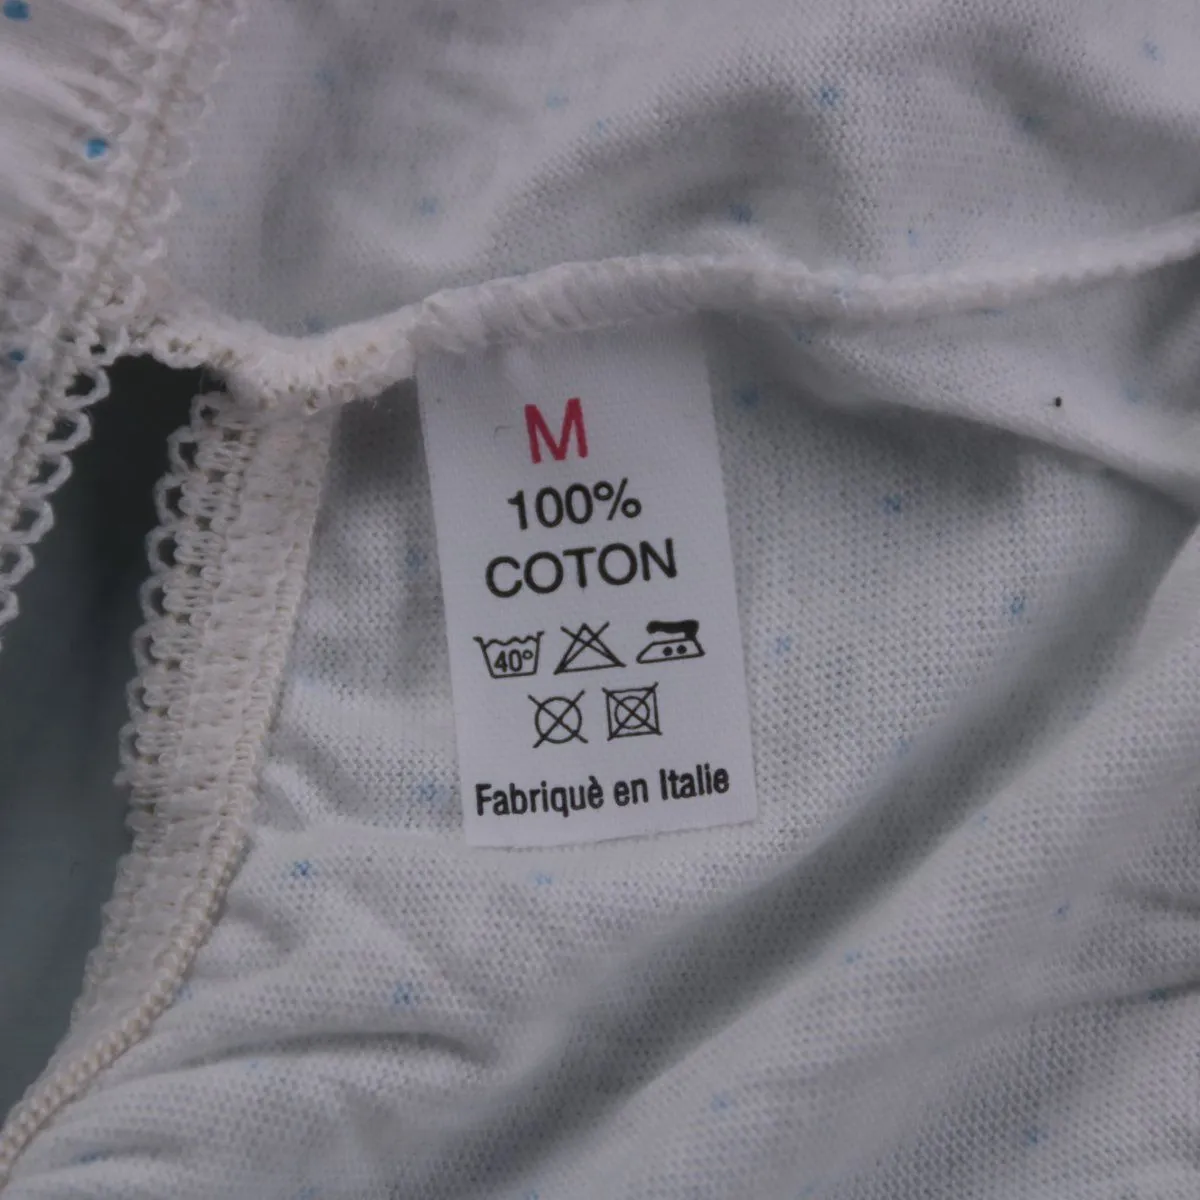 M
100%
COTON
40°
Fabriquè en Italie